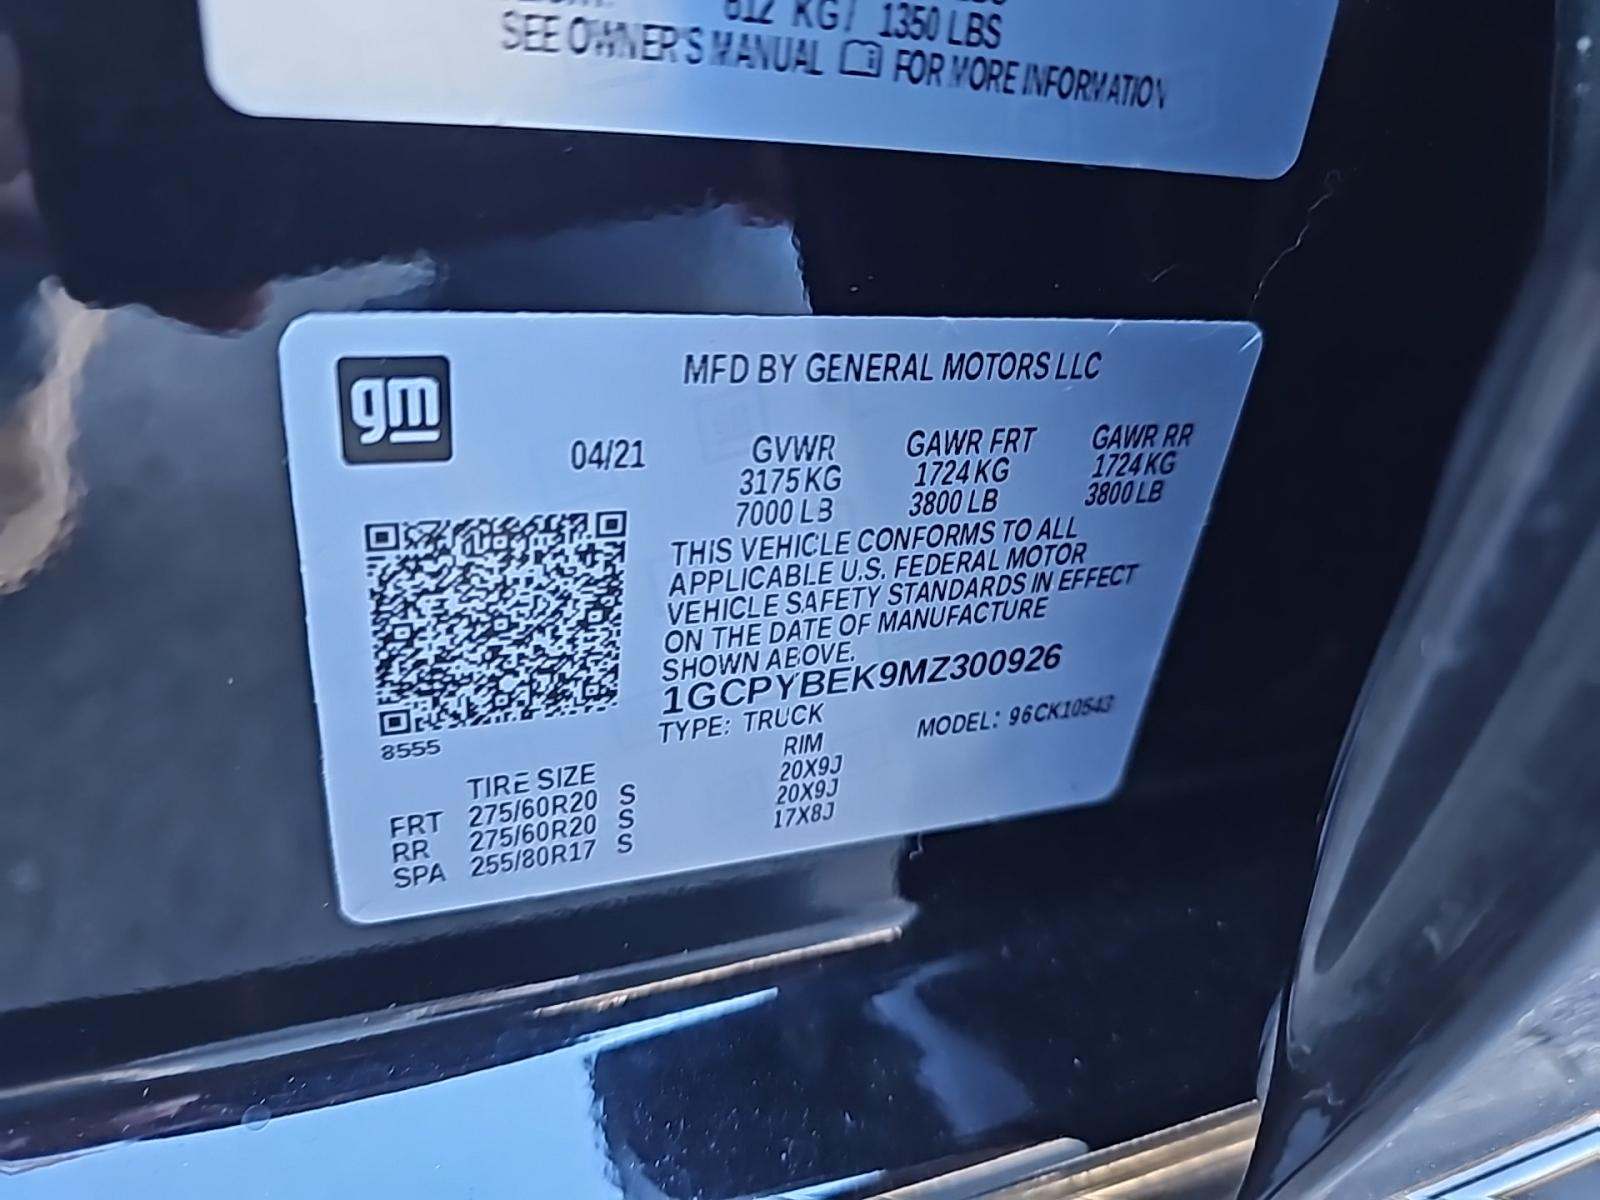 612 KG / 1350 LBS
SEE OWNER'S MANUAL FOR MORE INFORMATION
gm
MFD BY GENERAL MOTORS LLC
04/21 GVWR GAWR FRT GAWR RR
3175 KG 1724 KG 1724 KG
7000 LB 3800 LB 3800 LB
THIS VEHICLE CONFORMS TO ALL
APPLICABLE U.S. FEDERAL MOTOR
VEHICLE SAFETY STANDARDS IN EFFECT
ON THE DATE OF MANUFACTURE
SHOWN ABOVE.
1GCPYBEK9MZ300926
TYPE: TRUCK MODEL: 96CK10543
8555
TIRE SIZE RIM
FRT 275/60R20 S 20X9J
RR 275/60R20 S 20X9J
SPA 255/80R17 S 17X8J